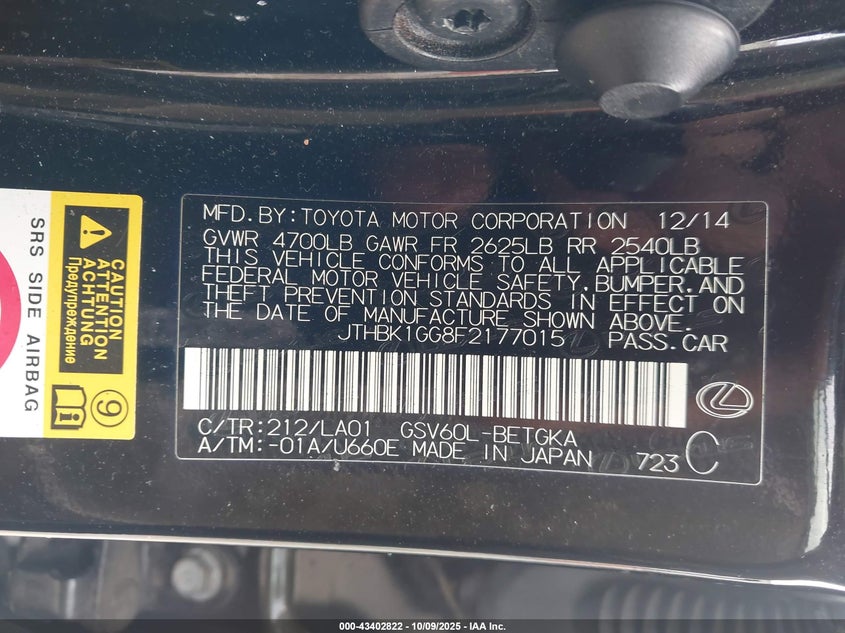 MFD.BY:TOYOTA MOTOR CORPORATION 12/14
GVWR 4700LB GAWR FR 2625LB RR 2540LB
THIS VEHICLE CONFORMS TO ALL APPLICABLE
FEDERAL MOTOR VEHICLE SAFETY,BUMPER,AND
THEFT PREVENTION STANDARDS IN EFFECT ON
THE DATE OF MANUFACTURE SHOWN ABOVE.
JTHBK1GG8F2177015 PASS.CAR
C/TR:212/LA01 GSV60L-BETGKA
A/TM:-01A/U660E MADE IN JAPAN 723 C
SRS SIDE AIRBAG
CAUTION
ATTENTION
ACHTUNG
Предупреждение
9
000-43402822 - 10/09/2025 - IAA Inc.